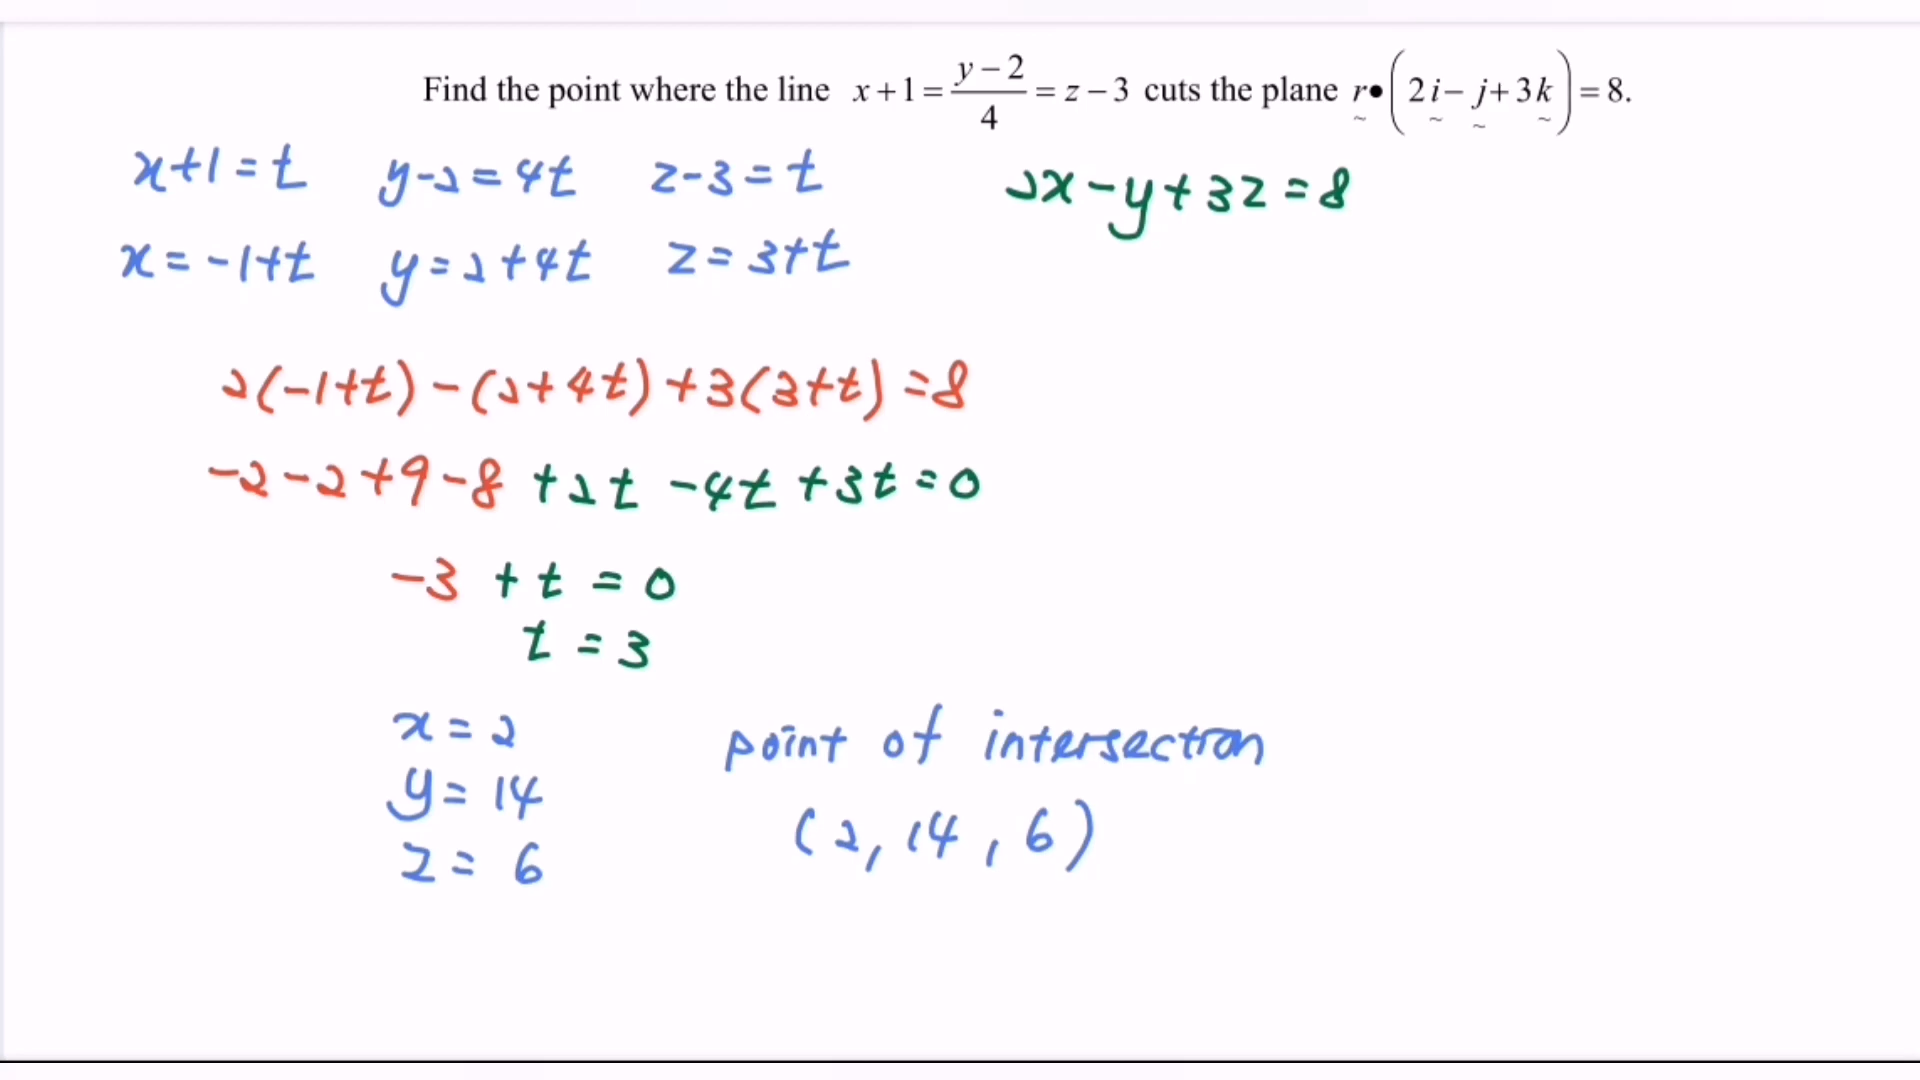 Find the point where the line x + 1 = (y − 2)/4 = z − 3 cuts the plane r • (2i − j + 3k) = 8.
x+1=t y-2=4t z-3=t 2x-y+3z=8
x=-1+t y=2+4t z=3+t
2(-1+t)-(2+4t)+3(3+t)=8
-2-2+9-8+2t-4t+3t=0
-3+t=0
t=3
x=2
y=14
z=6
point of intersection
(2, 14, 6)